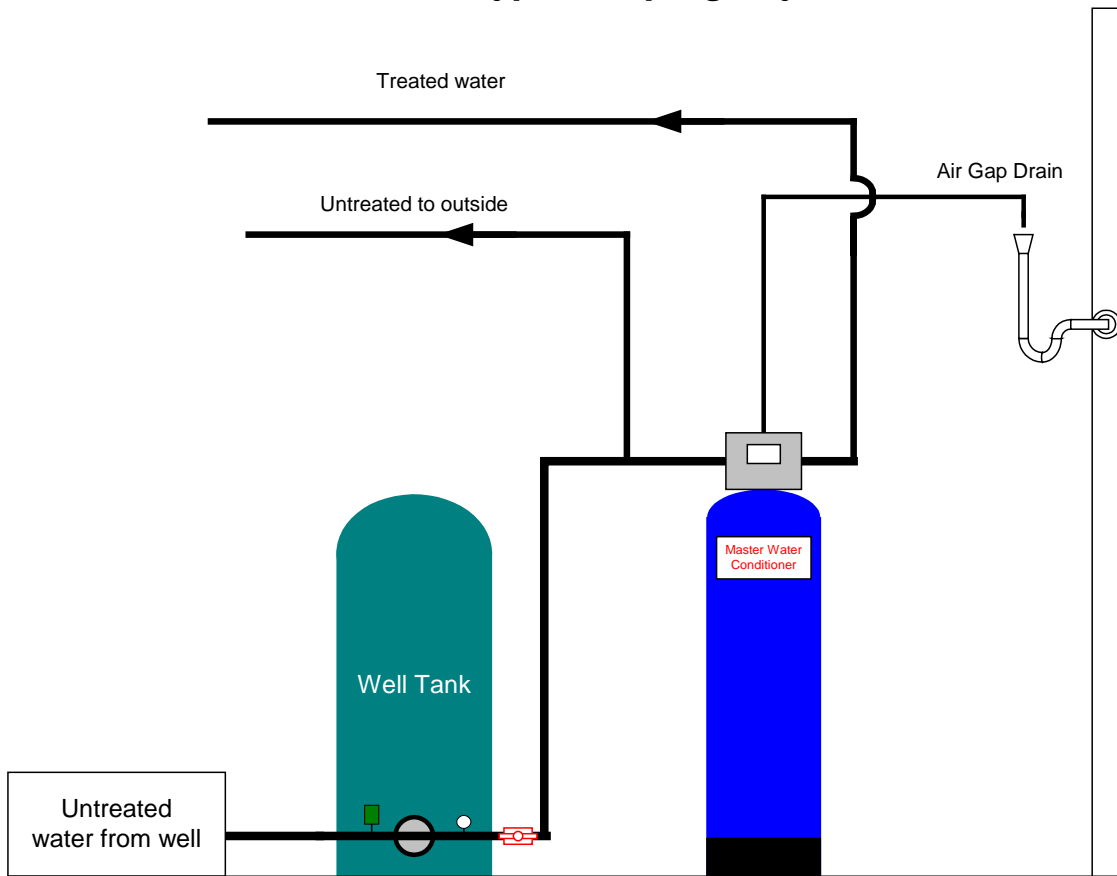 Treated water
Air Gap Drain
Untreated to outside
Master Water
Conditioner
Well Tank
Untreated
water from well